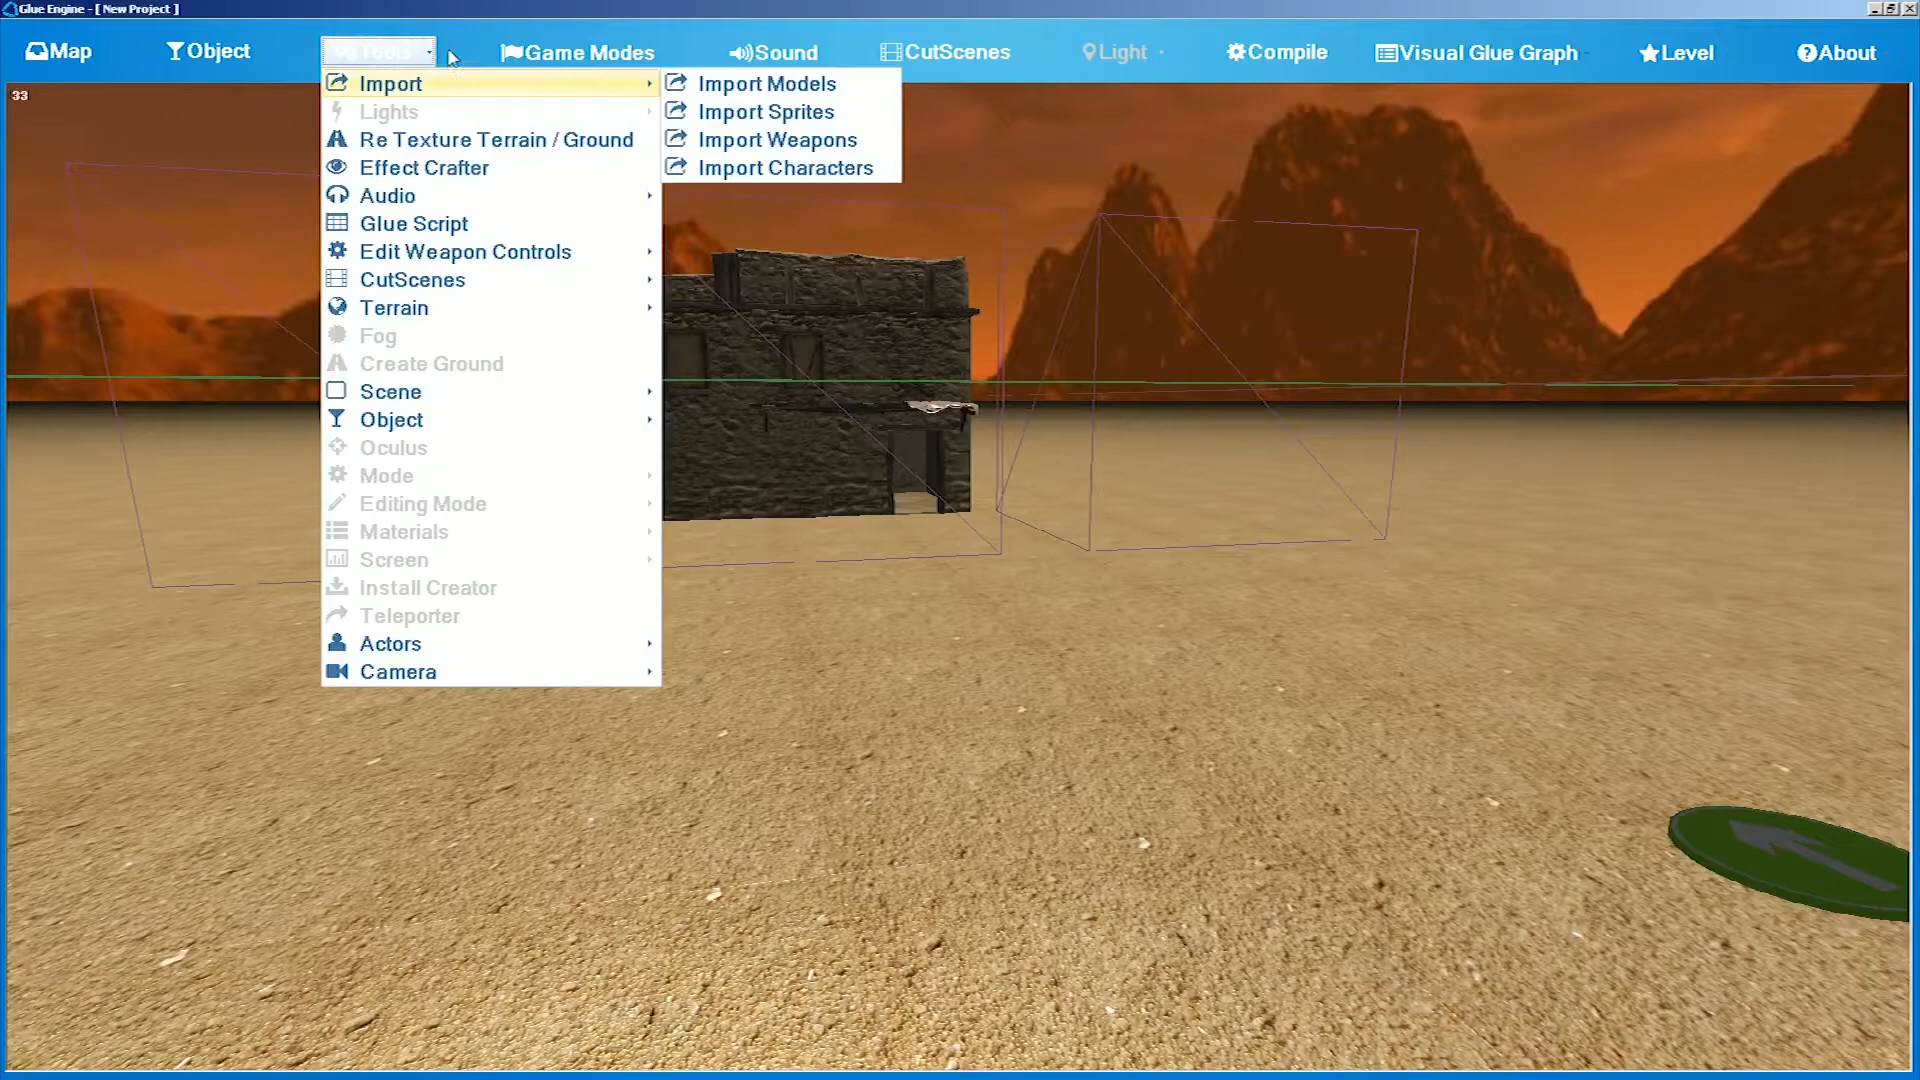 Glue Engine - [ New Project ]
Map
Object
Tools
Game Modes
Sound
CutScenes
Light
Compile
Visual Glue Graph
Level
About
33
Import
Lights
Re Texture Terrain / Ground
Effect Crafter
Audio
Glue Script
Edit Weapon Controls
CutScenes
Terrain
Fog
Create Ground
Scene
Object
Oculus
Mode
Editing Mode
Materials
Screen
Install Creator
Teleporter
Actors
Camera
Import Models
Import Sprites
Import Weapons
Import Characters